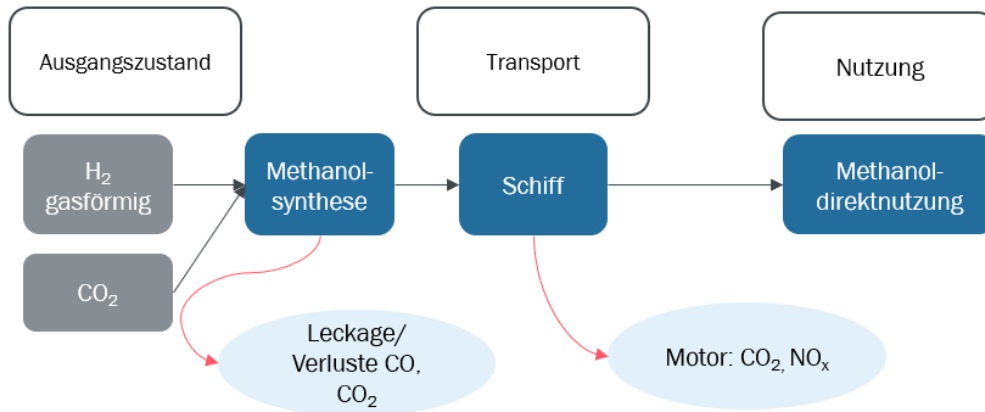 Ausgangszustand
Transport
Nutzung
H₂
gasförmig
Methanol-
synthese
Schiff
Methanol-
direktnutzung
CO₂
Leckage/
Verluste CO,
CO₂
Motor: CO₂, NOₓ